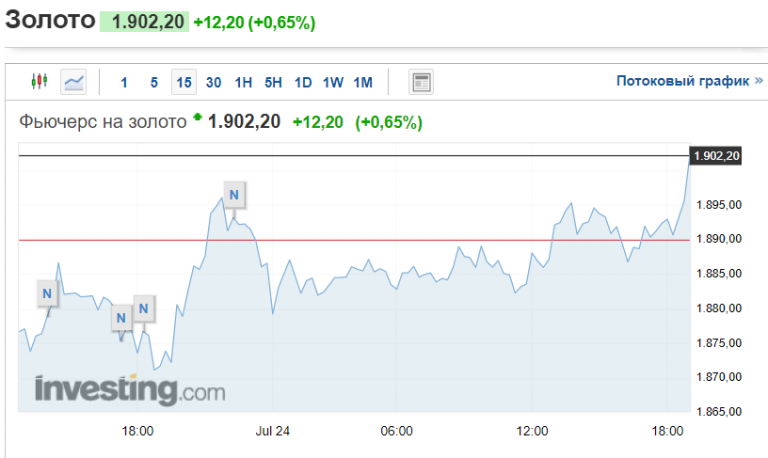 Золото 1.902,20 +12,20 (+0,65%)
1 5 15 30 1H 5H 1D 1W 1M Потоковый график »
Фьючерс на золото 1.902,20 +12,20 (+0,65%)
1.902,20
N
1.895,00
1.890,00
1.885,00
N
N
N
1.880,00
1.875,00
1.870,00
Investing.com
1.865,00
18:00 Jul 24 06:00 12:00 18:00